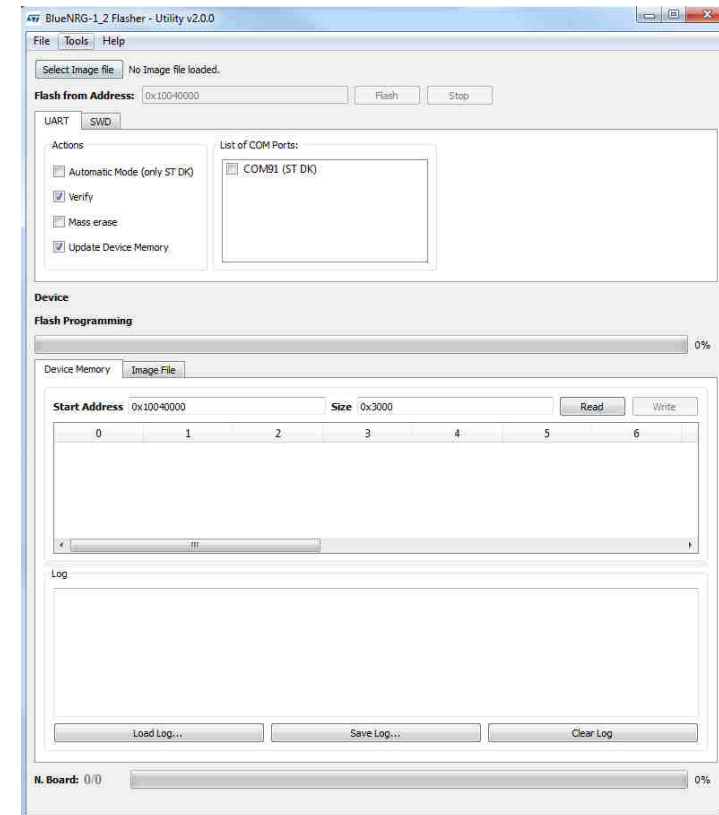 BlueNRG-1_2 Flasher - Utility v2.0.0
File Tools Help
Select Image file No Image file loaded.
Flash from Address: 0x10040000 Flash Stop
UART SWD
Actions List of COM Ports:
Automatic Mode (only ST DK) COM91 (ST DK)
Verify
Mass erase
Update Device Memory
Device
Flash Programming
0%
Device Memory Image File
Start Address 0x10040000 Size 0x3000 Read Write
0 1 2 3 4 5 6
Log
Load Log... Save Log... Clear Log
N. Board: 0/0 0%